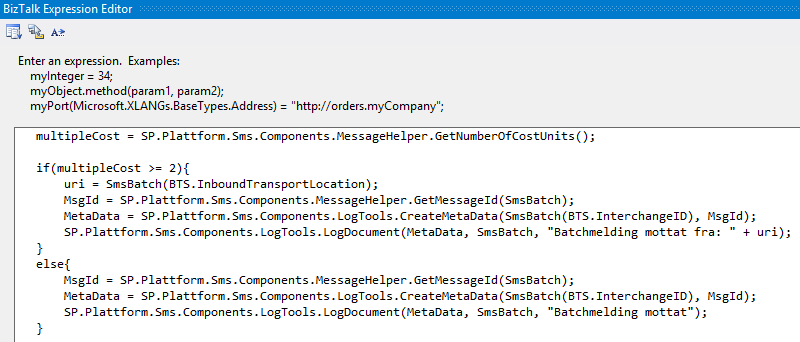 BizTalk Expression Editor
Enter an expression.  Examples:
myInteger = 34;
myObject.method(param1, param2);
myPort(Microsoft.XLANGs.BaseTypes.Address) = "http://orders.myCompany";
multipleCost = SP.Plattform.Sms.Components.MessageHelper.GetNumberOfCostUnits();
if(multipleCost >= 2){
uri = SmsBatch(BTS.InboundTransportLocation);
MsgId = SP.Plattform.Sms.Components.MessageHelper.GetMessageId(SmsBatch);
MetaData = SP.Plattform.Sms.Components.LogTools.CreateMetaData(SmsBatch(BTS.InterchangeID), MsgId);
SP.Plattform.Sms.Components.LogTools.LogDocument(MetaData, SmsBatch, "Batchmelding mottat fra: " + uri);
}
else{
MsgId = SP.Plattform.Sms.Components.MessageHelper.GetMessageId(SmsBatch);
MetaData = SP.Plattform.Sms.Components.LogTools.CreateMetaData(SmsBatch(BTS.InterchangeID), MsgId);
SP.Plattform.Sms.Components.LogTools.LogDocument(MetaData, SmsBatch, "Batchmelding mottat");
}